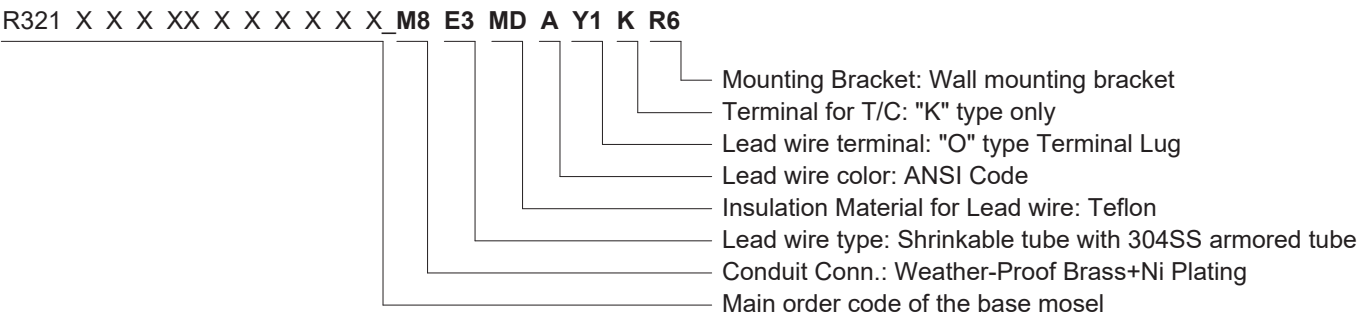 R321 X X X XX X X X X X X_M8 E3 MD A Y1 K R6
Mounting Bracket: Wall mounting bracket
Terminal for T/C: "K" type only
Lead wire terminal: "O" type Terminal Lug
Lead wire color: ANSI Code
Insulation Material for Lead wire: Teflon
Lead wire type: Shrinkable tube with 304SS armored tube
Conduit Conn.: Weather-Proof Brass+Ni Plating
Main order code of the base mosel